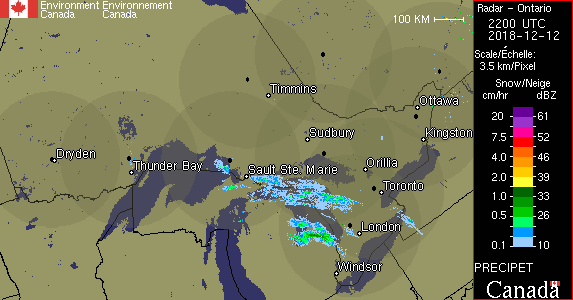 Environment Environnement
Canada Canada
100 KM
Timmins
Ottawa
Sudbury
Kingston
Dryden
Thunder Bay
Sault Ste. Marie
Orillia
Toronto
London
Windsor
Radar - Ontario
2200 UTC
2018-12-12
Scale/Échelle:
3.5 km/Pixel
Snow/Neige
cm/hr dBZ
20 61
7.5 52
4.0 46
2.0 39
1.0 33
0.5 26
0.1 10
PRECIPET
Canada